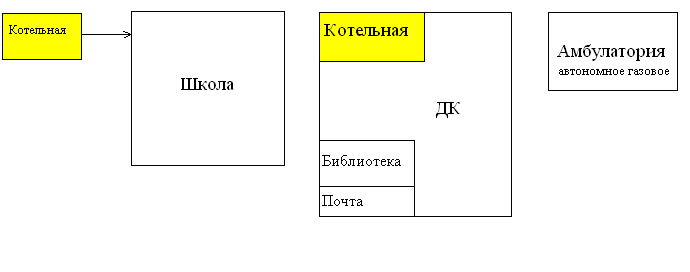 Котельная
Школа
Котельная
ДК
Библиотека
Почта
Амбулатория
автономное газовое